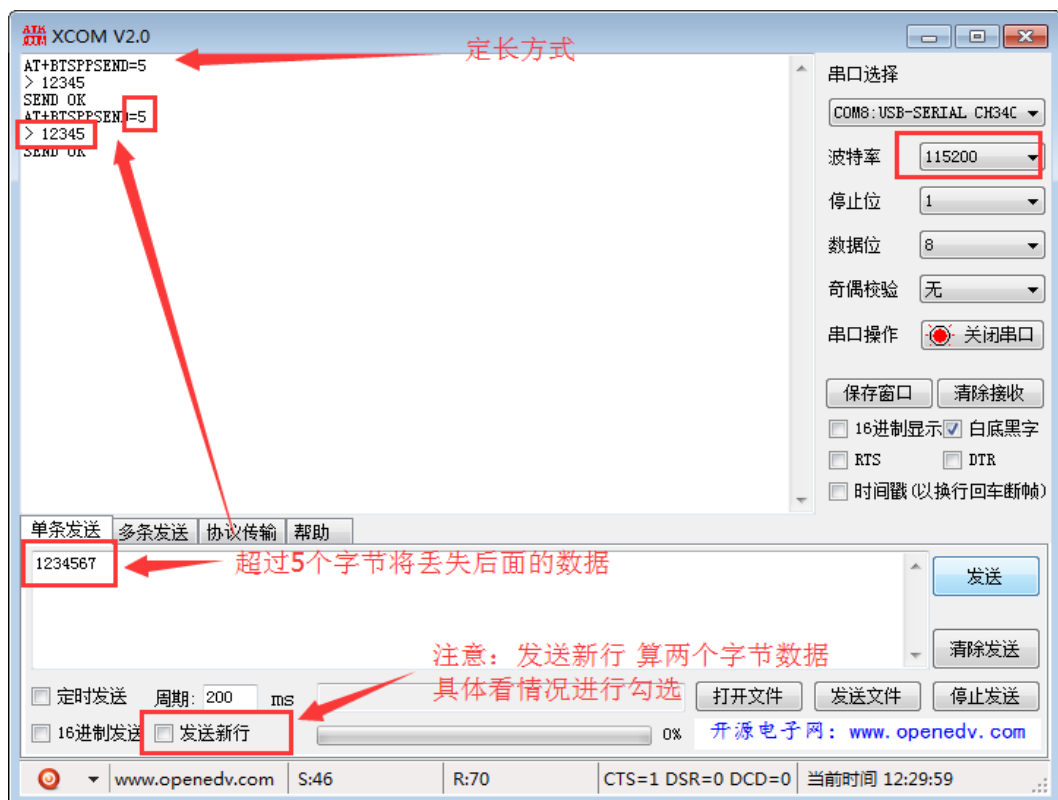 XCOM V2.0
定长方式
AT+BTSPPSEND=5
> 12345
SEND OK
AT+BTSPPSEND=5
> 12345
SEND OK
串口选择
COM8:USB-SERIAL CH34C
波特率 115200
停止位 1
数据位 8
奇偶校验 无
串口操作 关闭串口
保存窗口 清除接收
16进制显示 白底黑字
RTS DTR
时间戳(以换行回车断帧)
单条发送 多条发送 协议传输 帮助
1234567
超过5个字节将丢失后面的数据
发送
注意：发送新行 算两个字节数据
具体看情况进行勾选
清除发送
定时发送 周期: 200 ms 打开文件 发送文件 停止发送
16进制发送 发送新行 0% 开源电子网：www.openedv.com
www.openedv.com S:46 R:70 CTS=1 DSR=0 DCD=0 当前时间 12:29:59